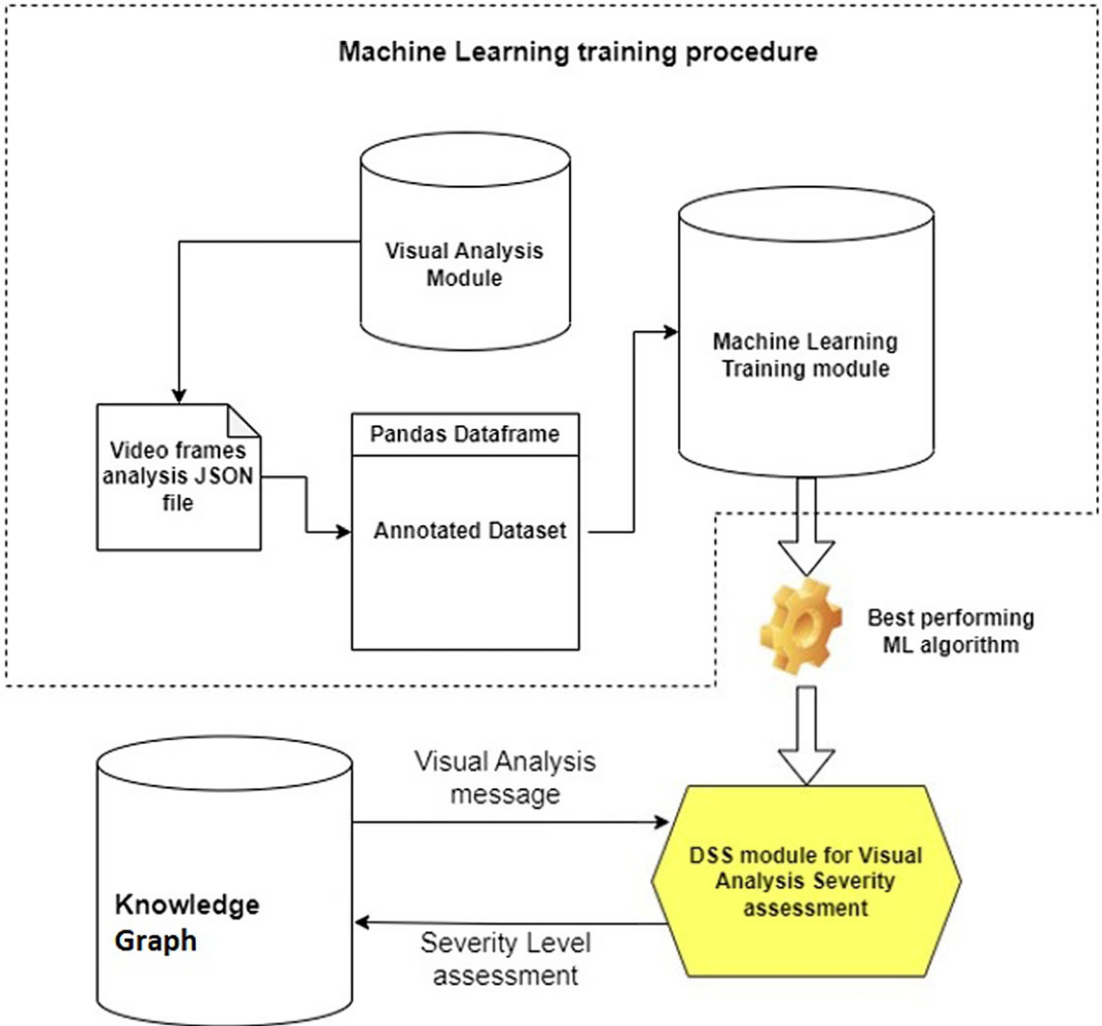 Machine Learning training procedure
Visual Analysis
Module
Machine Learning
Training module
Video frames
analysis JSON
file
Pandas Dataframe
Annotated Dataset
Best performing
ML algorithm
Visual Analysis
message
DSS module for Visual
Analysis Severity
assessment
Knowledge
Graph
Severity Level
assessment